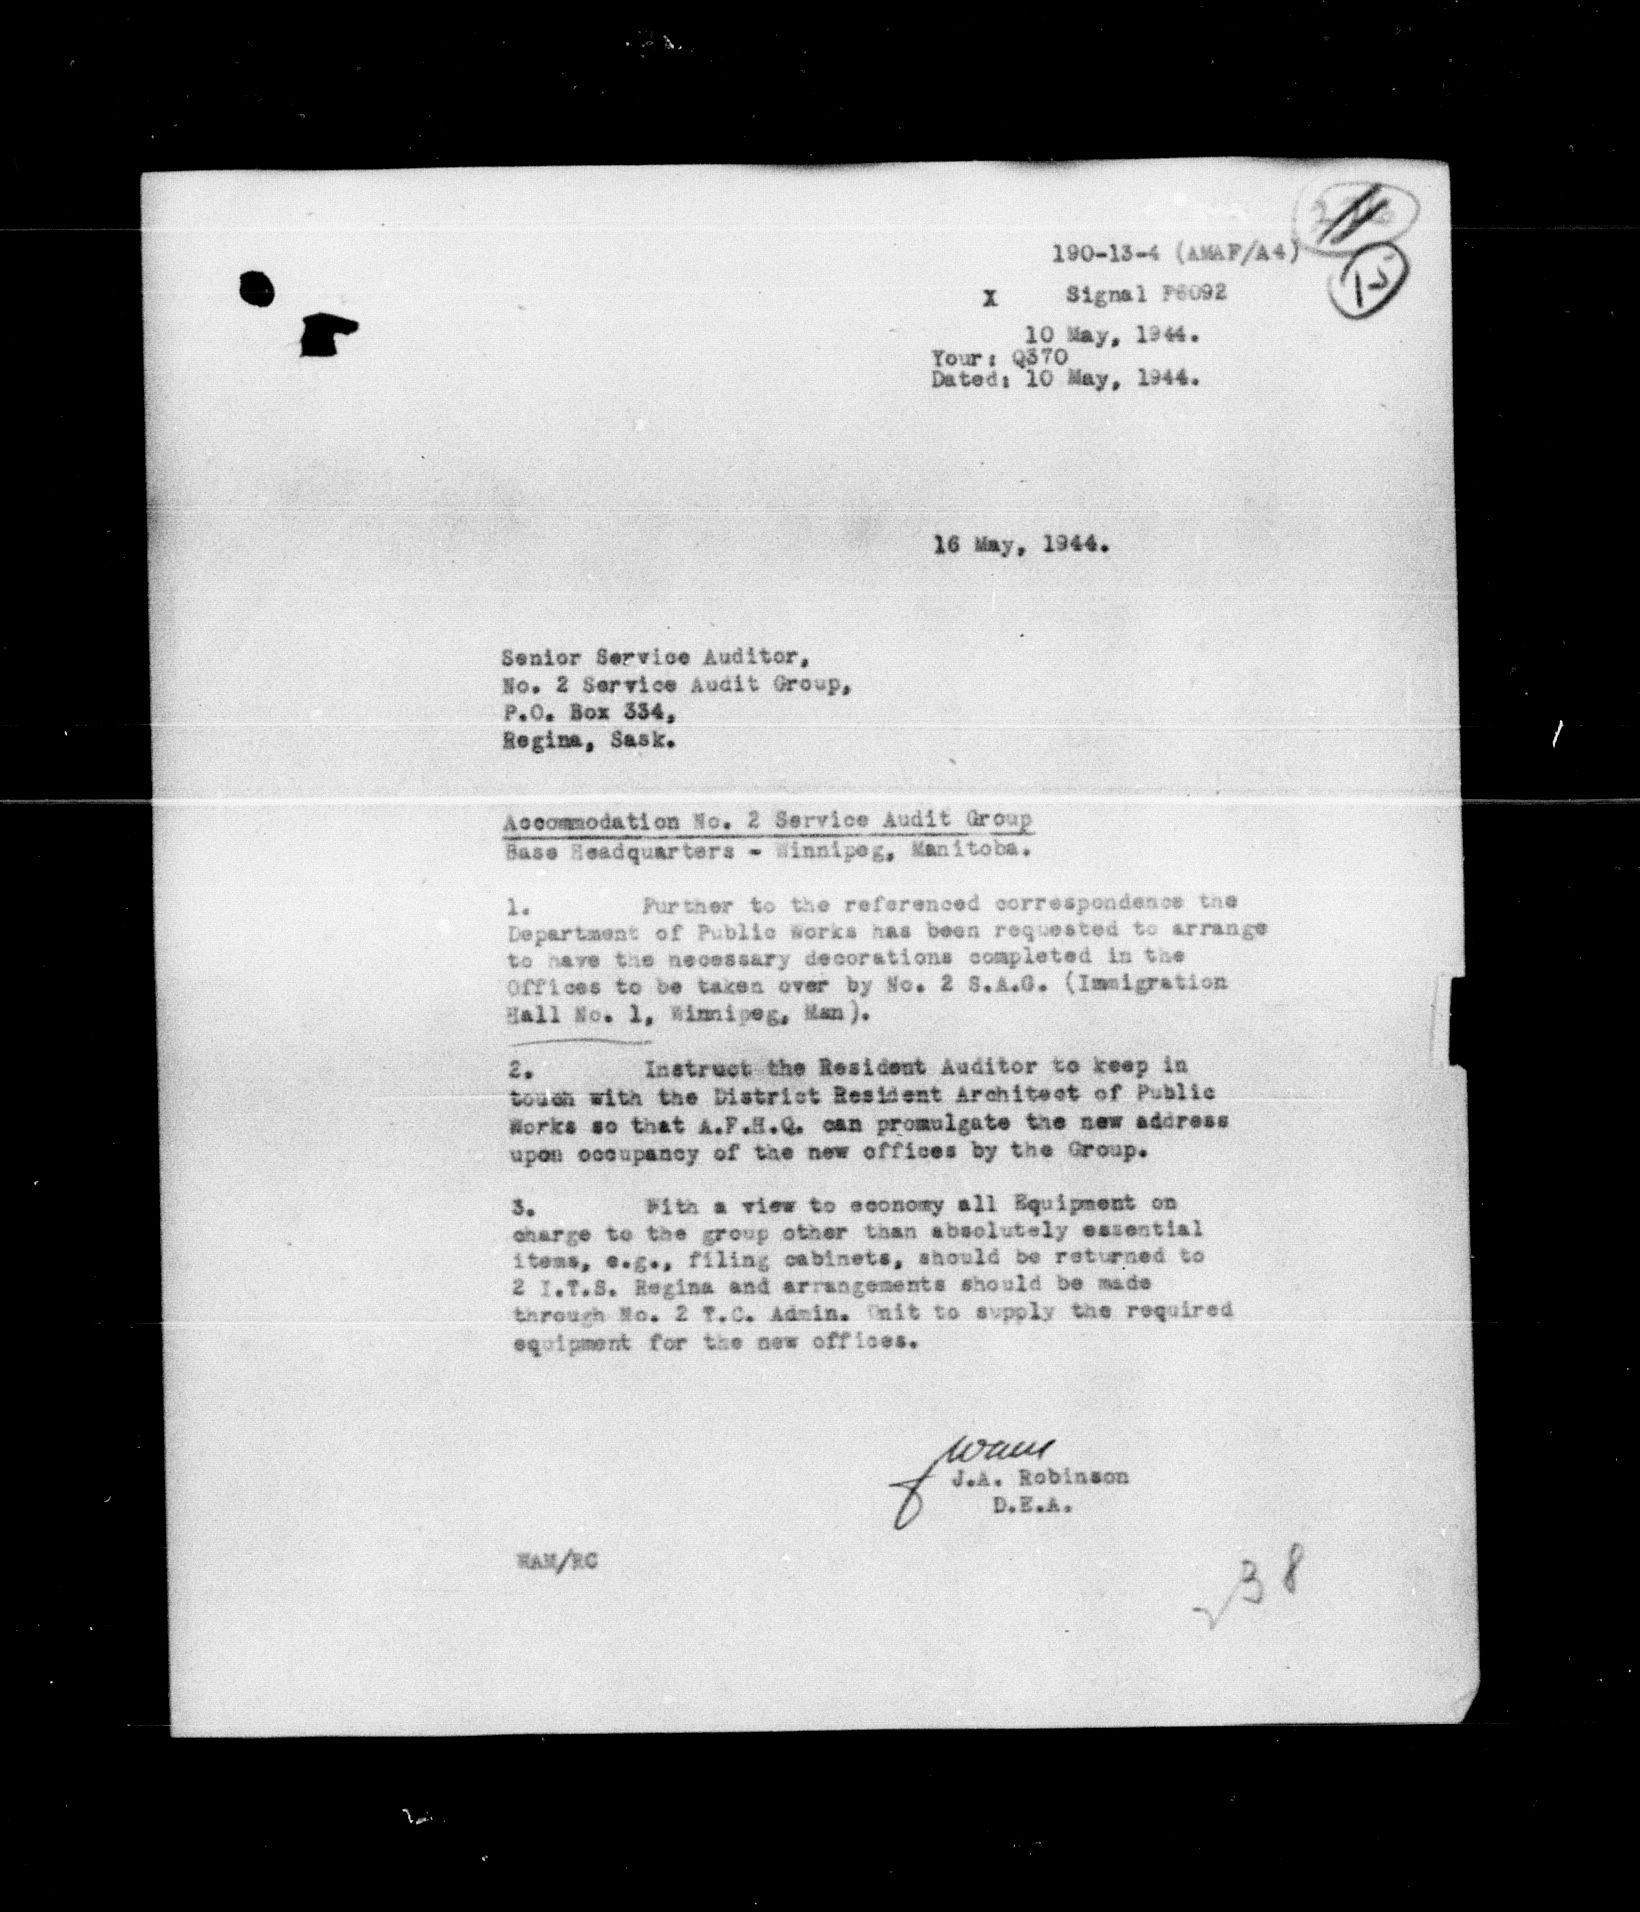 190-13-4 (AMAF/A4)
15
X Signal F6092
10 May, 1944.
Your: Q370
Dated: 10 May, 1944.
16 May, 1944.
Senior Service Auditor,
No. 2 Service Audit Group,
P.O. Box 334,
Regina, Sask.
Accommodation No. 2 Service Audit Group
Base Headquarters - Winnipeg, Manitoba.
1. Further to the referenced correspondence the
Department of Public Works has been requested to arrange
to have the necessary decorations completed in the
Offices to be taken over by No. 2 S.A.G. (Immigration
Hall No. 1, Winnipeg, Man).
2. Instruct the Resident Auditor to keep in
touch with the District Resident Architect of Public
Works so that A.F.H.Q. can promulgate the new address
upon occupancy of the new offices by the Group.
3. With a view to economy all Equipment on
charge to the group other than absolutely essential
items, e.g., filing cabinets, should be returned to
2 I.T.S. Regina and arrangements should be made
through No. 2 T.C. Admin. Unit to supply the required
equipment for the new offices.
J.A. Robinson
D.E.A.
WAM/RC
38